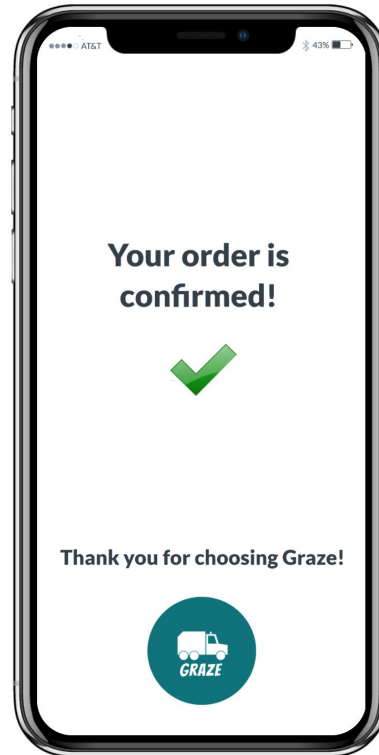 AT&T 43%
Your order is
confirmed!
Thank you for choosing Graze!
GRAZE